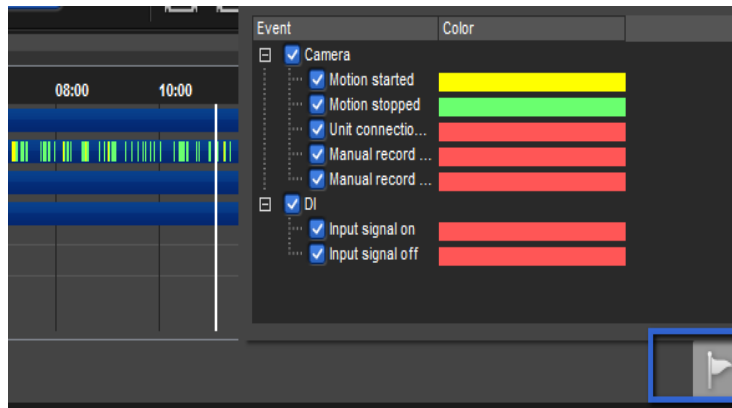 Event Color
Camera
08:00 10:00
Motion started
Motion stopped
Unit connectio...
Manual record ...
Manual record ...
DI
Input signal on
Input signal off